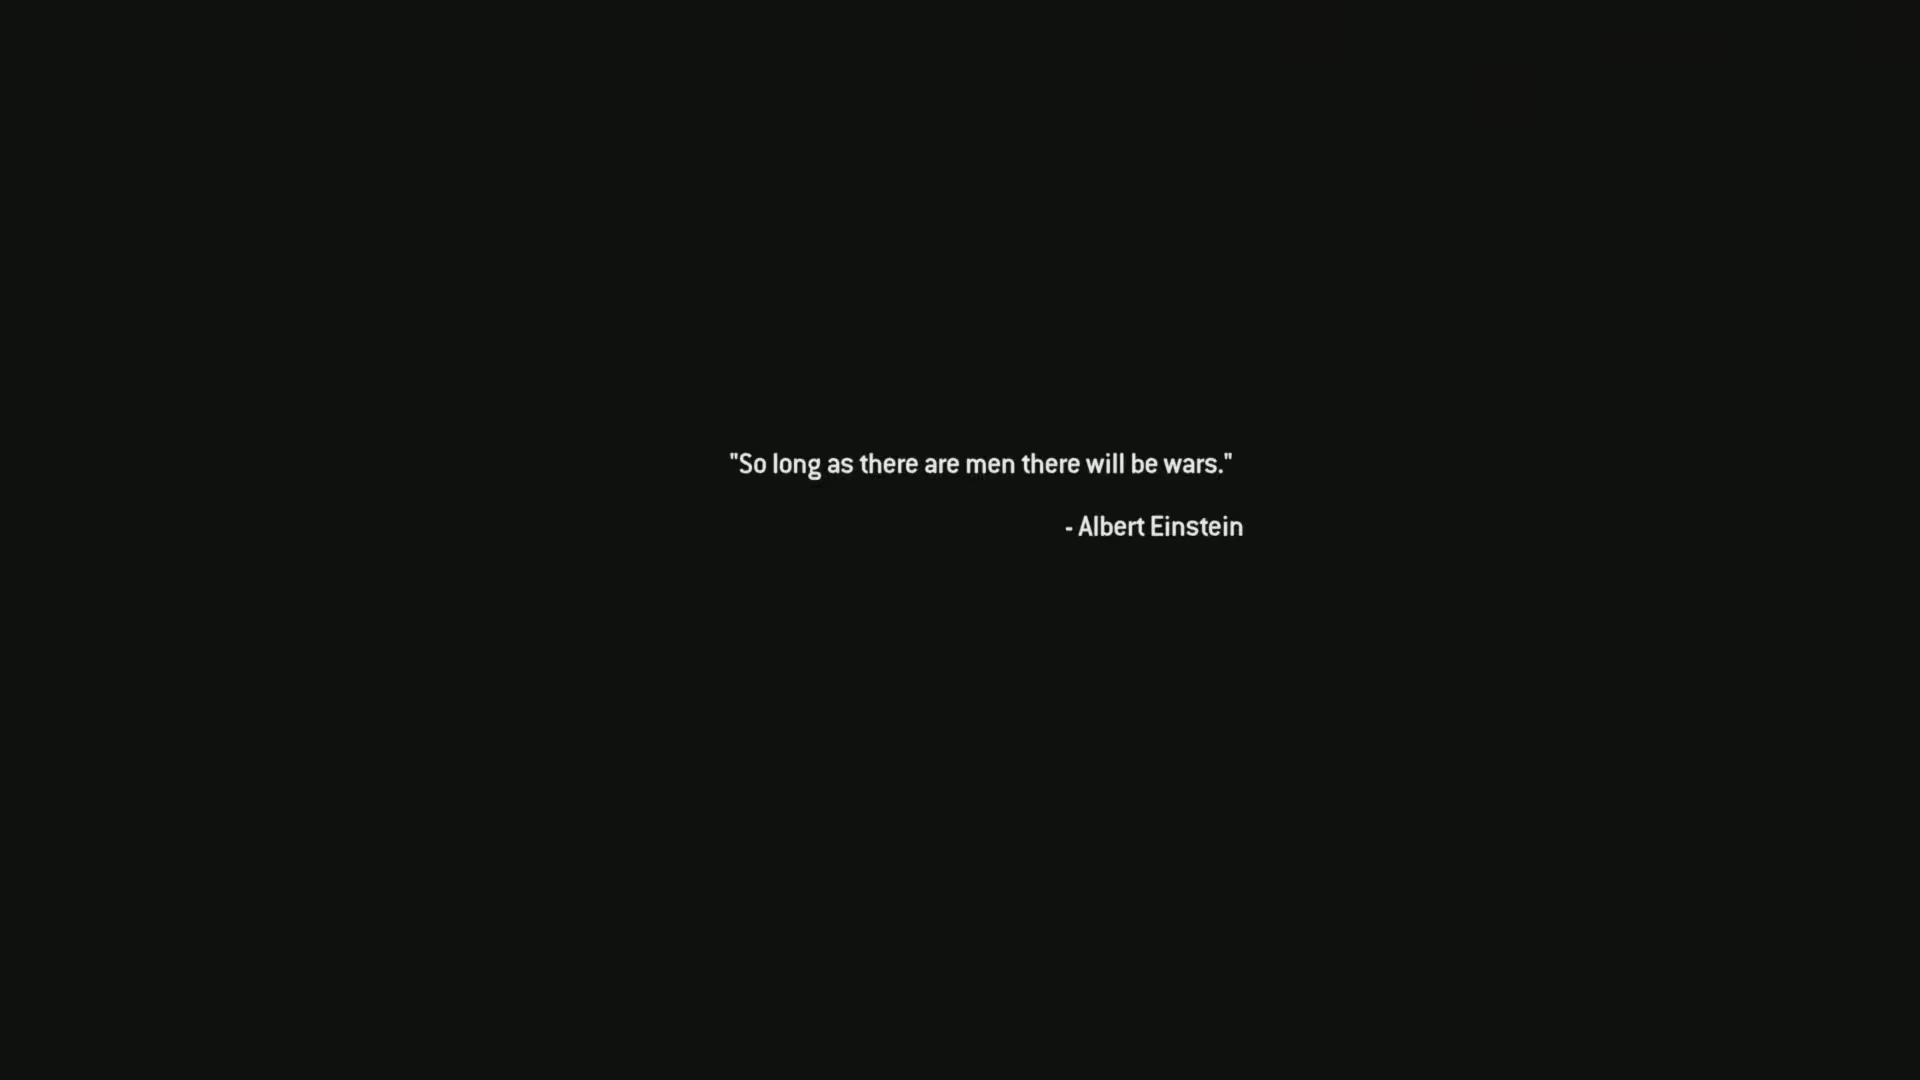 "So long as there are men there will be wars."
- Albert Einstein